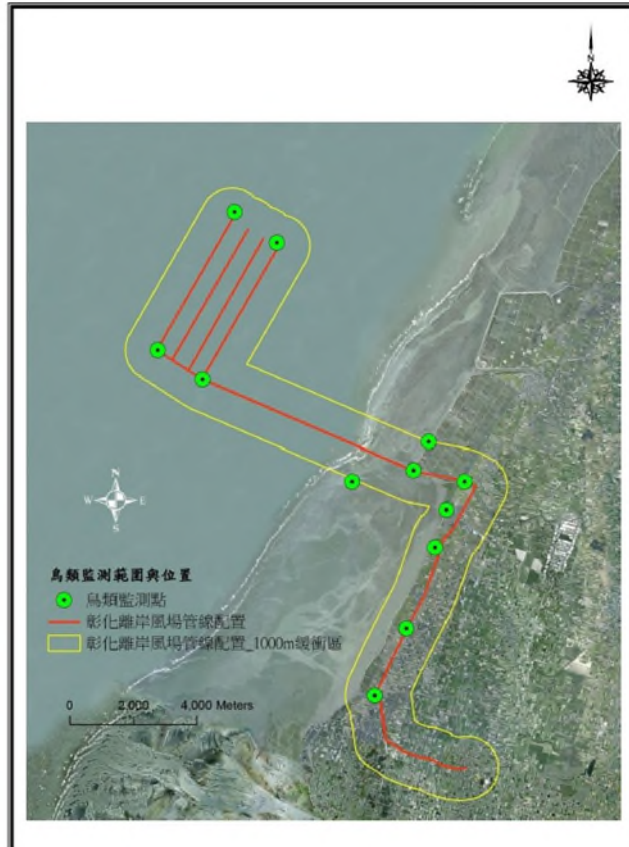 N
N
W E
S
鳥類監測範圍與位置
鳥類監測點
彰化離岸風場管線配置
彰化離岸風場管線配置_1000m緩衝區
0 2,000 4,000 Meters